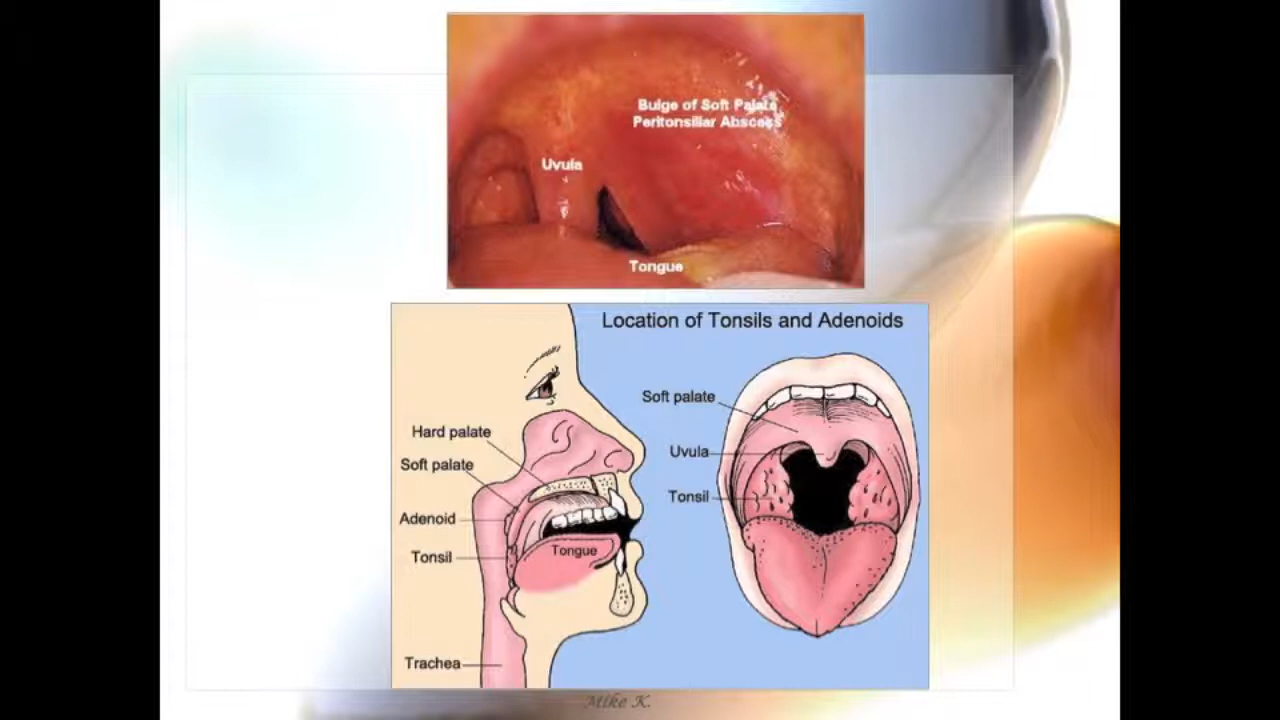 Bulge of Soft Palate
Peritonsillar Abscess
Uvula
Tongue
Location of Tonsils and Adenoids
Hard palate
Soft palate
Adenoid
Tonsil
Tongue
Trachea
Soft palate
Uvula
Tonsil
Mike K.